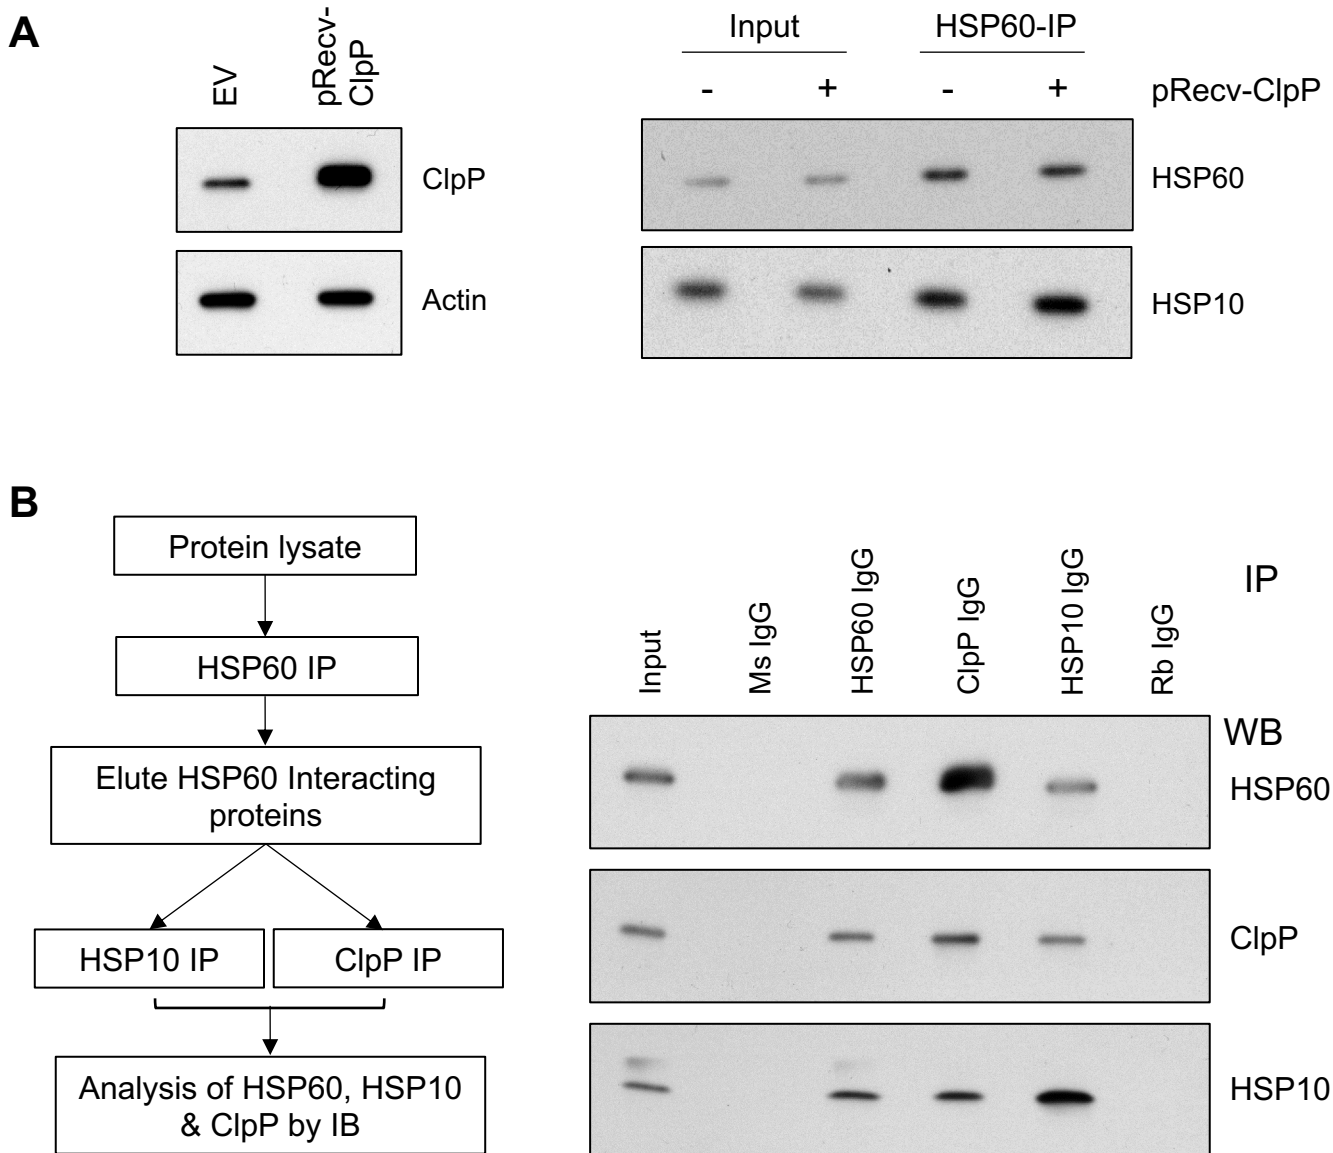 A
EV
pRecv-
ClpP
ClpP
Actin
Input
HSP60-IP
- + - + pRecv-ClpP
HSP60
HSP10
B
Protein lysate
HSP60 IP
Elute HSP60 Interacting
proteins
HSP10 IP
ClpP IP
Analysis of HSP60, HSP10
& ClpP by IB
Input
Ms IgG
HSP60 IgG
ClpP IgG
HSP10 IgG
Rb IgG
IP
WB
HSP60
ClpP
HSP10